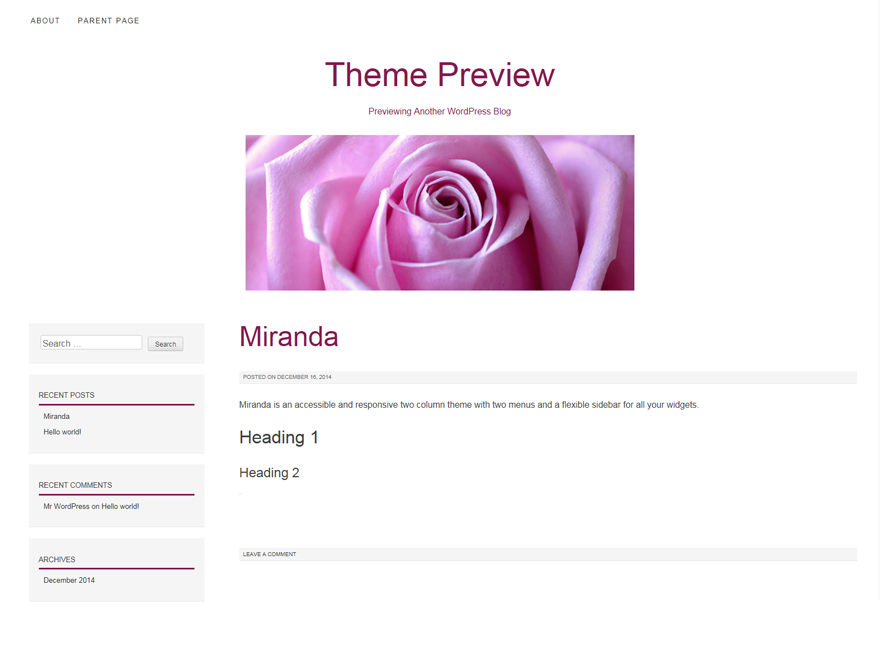 ABOUT PARENT PAGE
Theme Preview
Previewing Another WordPress Blog
Search ... Search
RECENT POSTS
Miranda
Hello world!
RECENT COMMENTS
Mr WordPress on Hello world!
ARCHIVES
December 2014
Miranda
POSTED ON DECEMBER 16, 2014
Miranda is an accessible and responsive two column theme with two menus and a flexible sidebar for all your widgets.
Heading 1
Heading 2
LEAVE A COMMENT